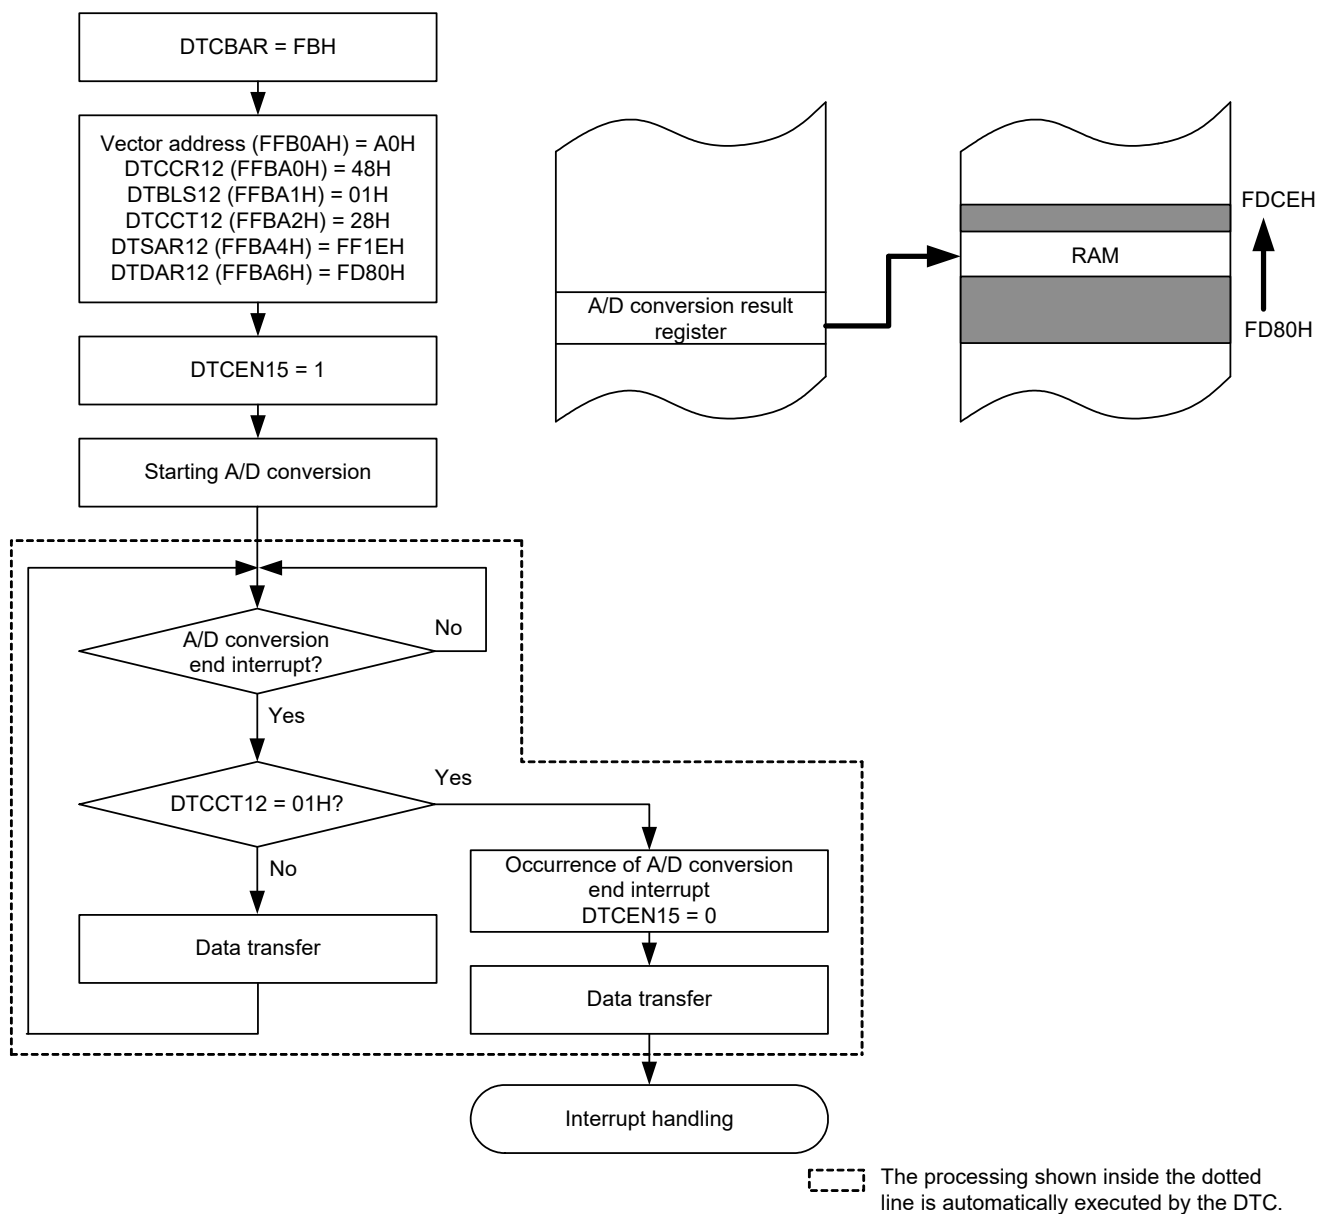 DTCBAR = FBH
Vector address (FFB0AH) = A0H
DTCCR12 (FFBA0H) = 48H
DTBLS12 (FFBA1H) = 01H
DTCCT12 (FFBA2H) = 28H
DTSAR12 (FFBA4H) = FF1EH
DTDAR12 (FFBA6H) = FD80H
DTCEN15 = 1
Starting A/D conversion
A/D conversion result
register
RAM
FDCEH
FD80H
A/D conversion
end interrupt?
No
Yes
DTCCT12 = 01H?
Yes
No
Data transfer
Occurrence of A/D conversion
end interrupt
DTCEN15 = 0
Data transfer
Interrupt handling
The processing shown inside the dotted
line is automatically executed by the DTC.